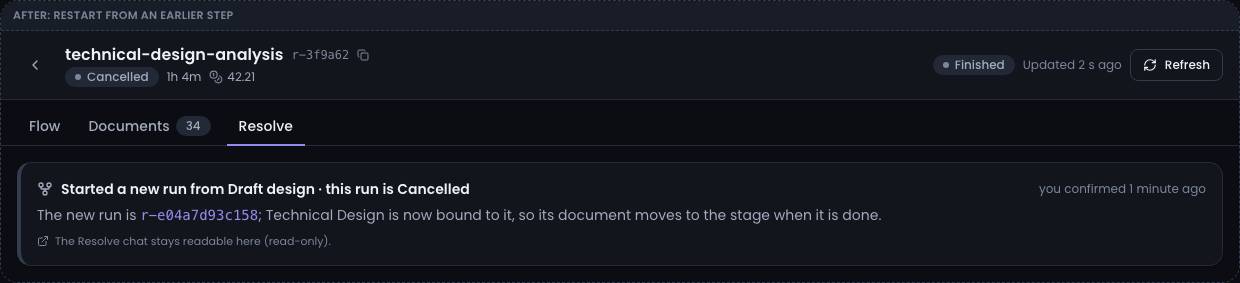 AFTER: RESTART FROM AN EARLIER STEP
technical-design-analysis r-3f9a62
Cancelled 1h 4m 42.21
Finished Updated 2 s ago Refresh
Flow Documents 34 Resolve
Started a new run from Draft design · this run is Cancelled you confirmed 1 minute ago
The new run is r-e04a7d93c158; Technical Design is now bound to it, so its document moves to the stage when it is done.
The Resolve chat stays readable here (read-only).